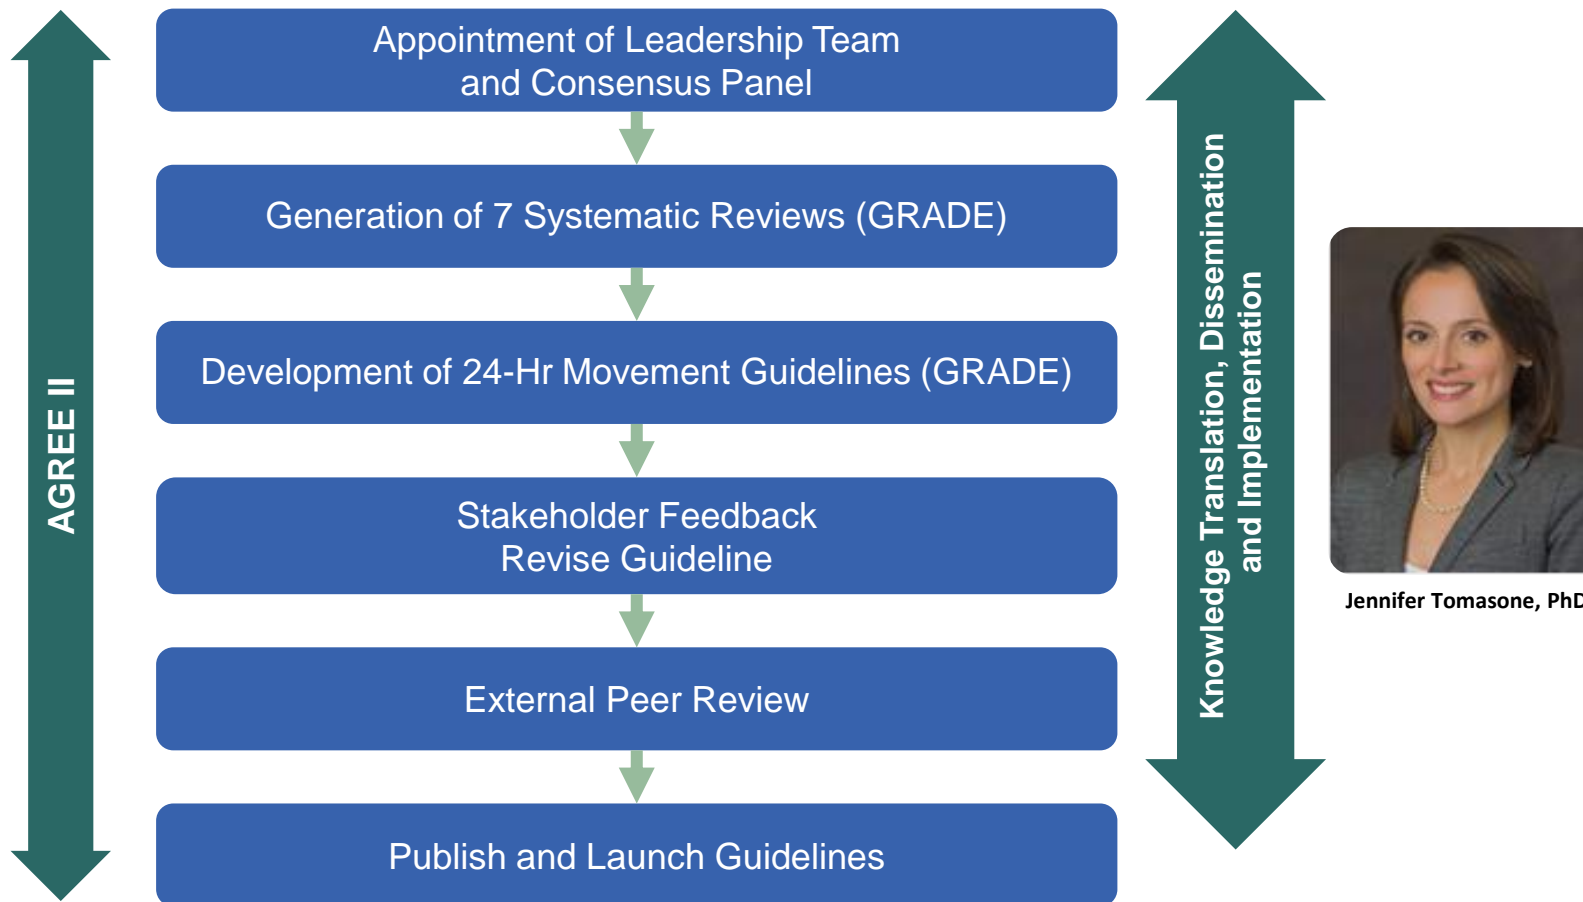 AGREE II
Appointment of Leadership Team
and Consensus Panel
Generation of 7 Systematic Reviews (GRADE)
Development of 24-Hr Movement Guidelines (GRADE)
Stakeholder Feedback
Revise Guideline
External Peer Review
Publish and Launch Guidelines
Knowledge Translation, Dissemination
and Implementation
Jennifer Tomasone, PhD